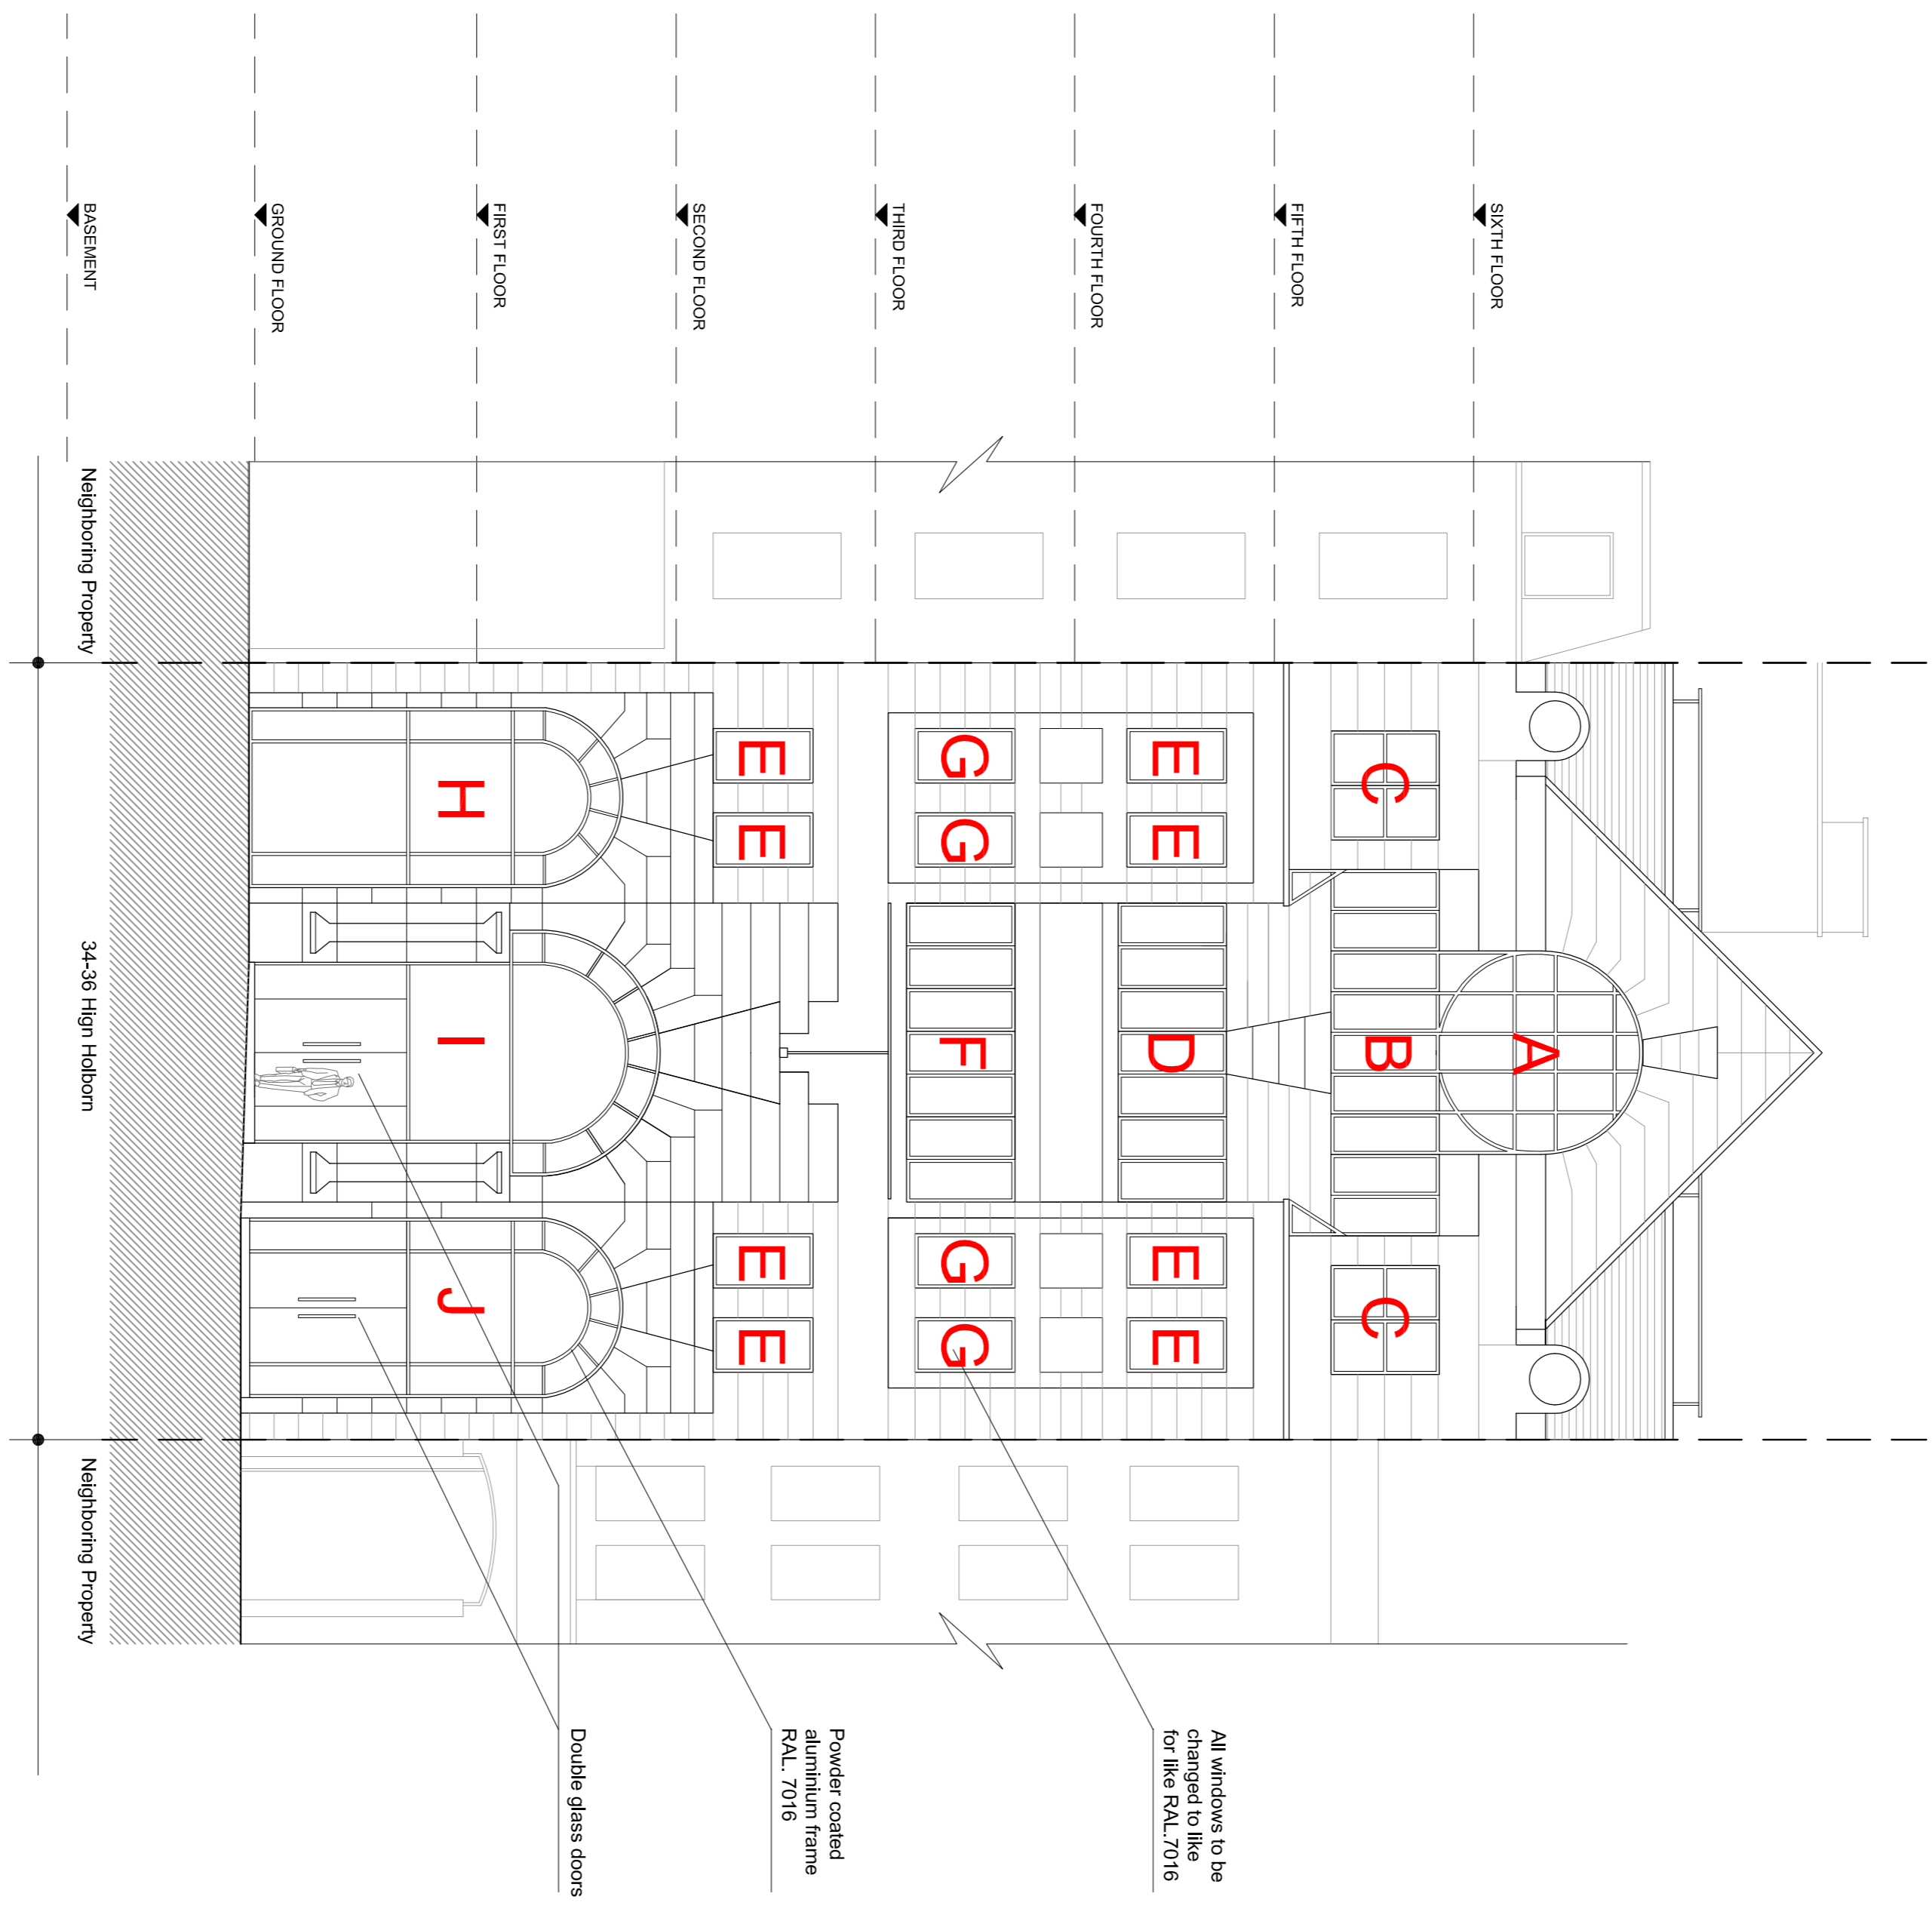 SIXTH FLOOR
FIFTH FLOOR
FOURTH FLOOR
THIRD FLOOR
SECOND FLOOR
FIRST FLOOR
GROUND FLOOR
BASEMENT
A
C
B
C
E
E
D
E
E
G
G
F
G
G
E
E
E
E
H
I
J
All windows to be
changed to like
for like RAL.7016
Powder coated
aluminium frame
RAL. 7016
Double glass doors
Neighboring Property
34-36 Hign Holborn
Neighboring Property